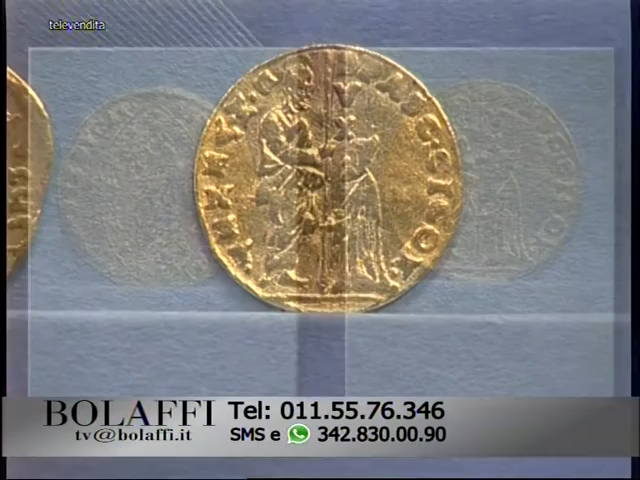 televendita
BOLAFFI
tv@bolaffi.it
Tel: 011.55.76.346
SMS e 342.830.00.90